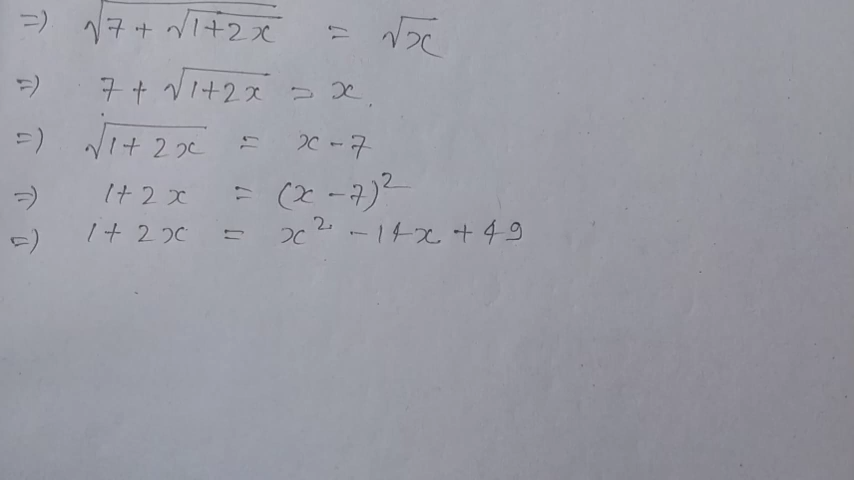 => √(7 + √(1+2x)) = √x
=> 7 + √(1+2x) = x.
=> √(1+2x) = x - 7
=> 1+2x = (x - 7)²
=> 1+2x = x² - 14x + 49